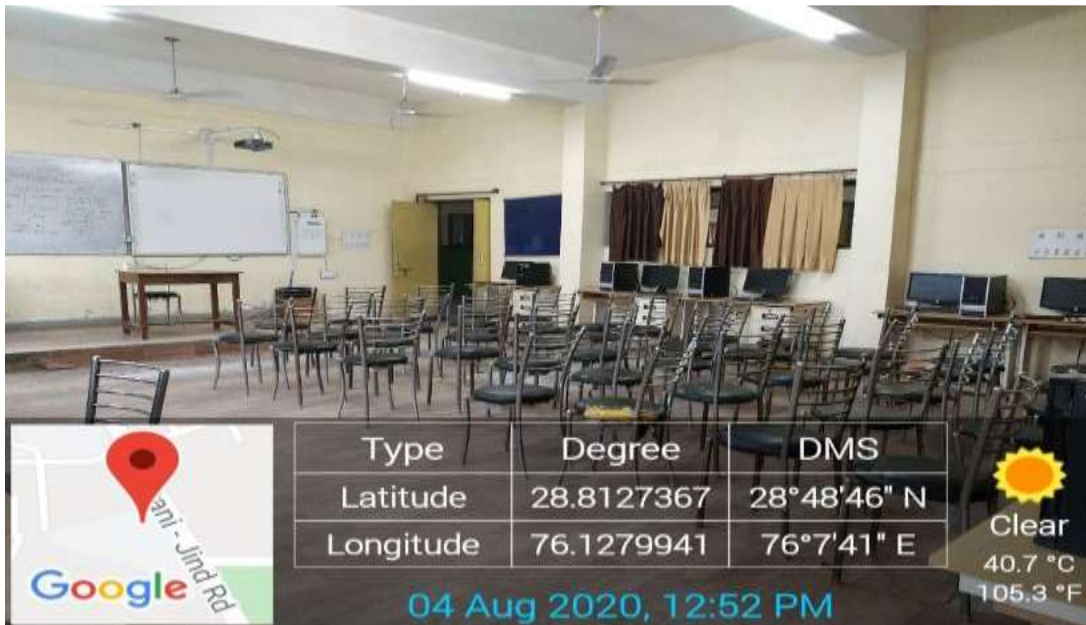 Type Degree DMS
Latitude 28.8127367 28°48'46" N
Longitude 76.1279941 76°7'41" E
ani - Jind Rd
Google
Clear
40.7 °C
105.3 °F
04 Aug 2020, 12:52 PM